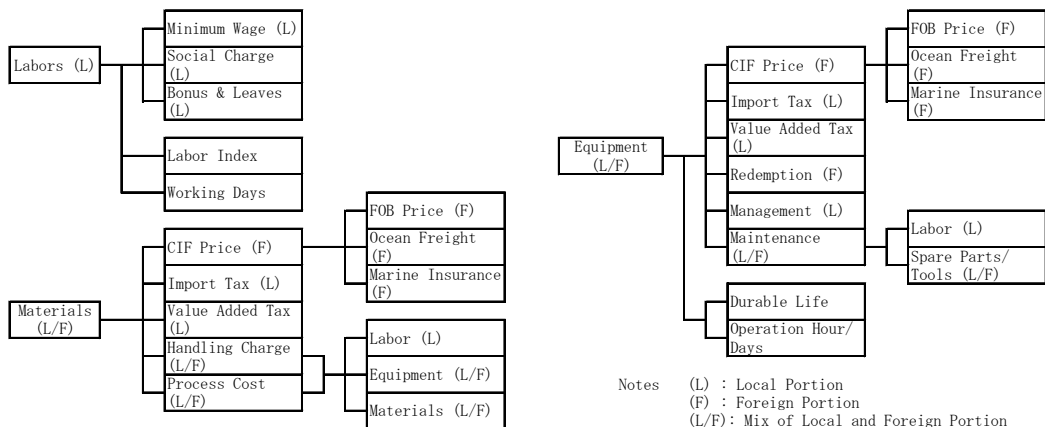 Labors (L)
Minimum Wage (L)
Social Charge
(L)
Bonus & Leaves
(L)
Labor Index
Working Days
Materials
(L/F)
CIF Price (F)
Import Tax (L)
Value Added Tax
(L)
Handling Charge
(L/F)
Process Cost
(L/F)
FOB Price (F)
Ocean Freight
(F)
Marine Insurance
(F)
Labor (L)
Equipment (L/F)
Materials (L/F)
Equipment
(L/F)
CIF Price (F)
Import Tax (L)
Value Added Tax
(L)
Redemption (F)
Management (L)
Maintenance
(L/F)
FOB Price (F)
Ocean Freight
(F)
Marine Insurance
(F)
Labor (L)
Spare Parts/
Tools (L/F)
Durable Life
Operation Hour/
Days
Notes (L) : Local Portion
(F) : Foreign Portion
(L/F): Mix of Local and Foreign Portion